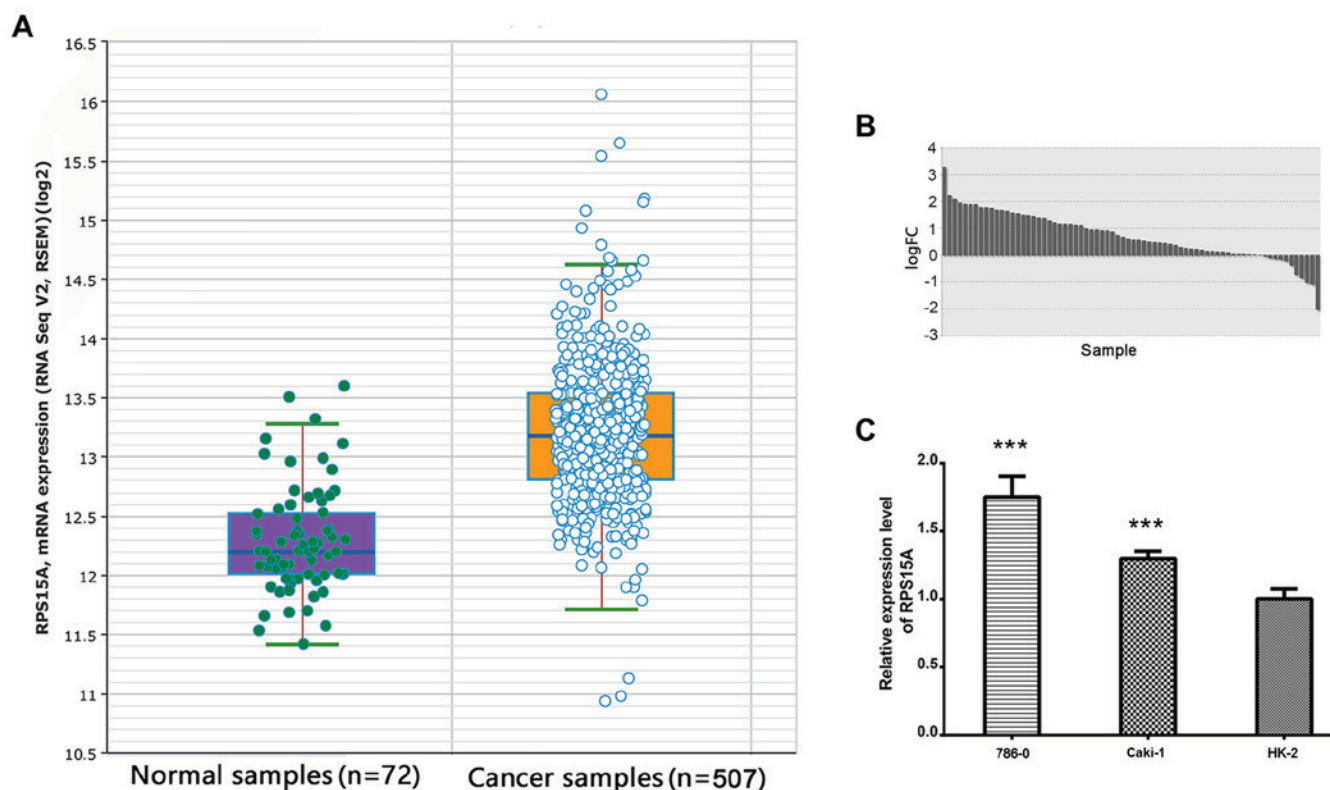 A
RPS15A, mRNA expression (RNA Seq V2, RSEM)(log2)
16.5
16
15.5
15
14.5
14
13.5
13
12.5
12
11.5
11
10.5
Normal samples (n=72)
Cancer samples (n=507)
B
logFC
4
3
2
1
0
-1
-2
-3
Sample
C
Relative expression level
of RPS15A
2.0
1.5
1.0
0.5
0.0
***
***
786-0
Caki-1
HK-2